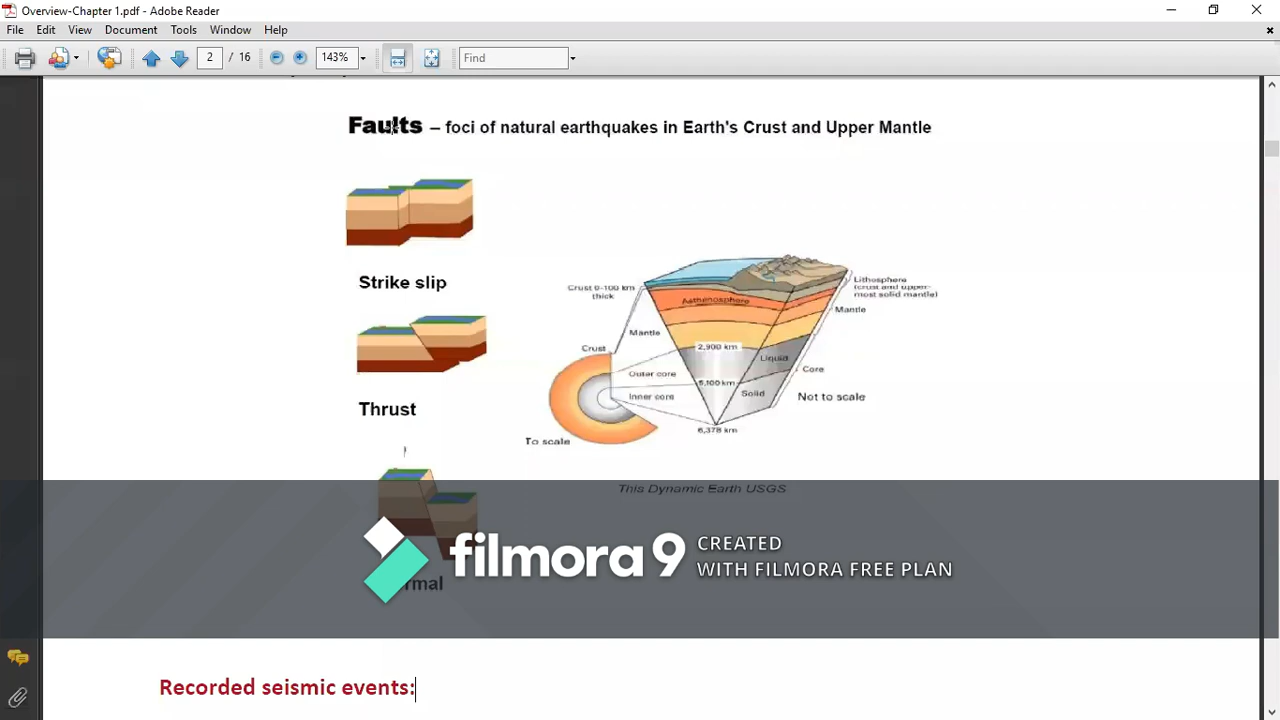 Overview-Chapter 1.pdf - Adobe Reader
File Edit View Document Tools Window Help
2 / 16 143% Find
Faults – foci of natural earthquakes in Earth's Crust and Upper Mantle
Strike slip
Thrust
Crust 0-100 km
thick
Asthenosphere
Lithosphere
(crust and upper-
most solid mantle)
Mantle
Mantle
Crust
2,900 km
Liquid
Outer core
Core
5,100 km
Inner core
Solid
Not to scale
6,378 km
To scale
This Dynamic Earth USGS
filmora9 CREATED
WITH FILMORA FREE PLAN
rmal
Recorded seismic events: